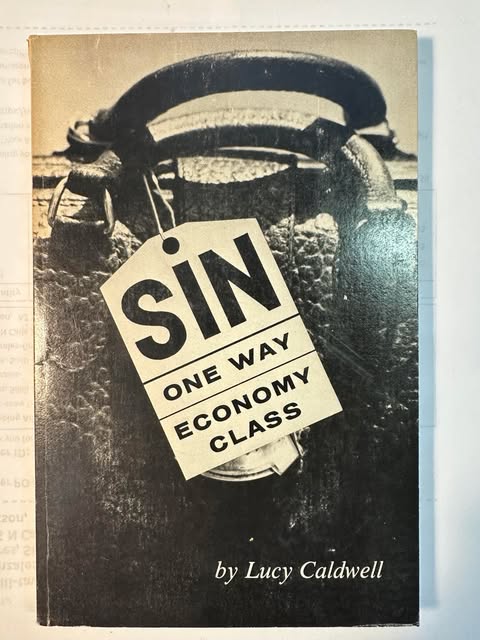 SIN
ONE WAY
ECONOMY
CLASS
by Lucy Caldwell